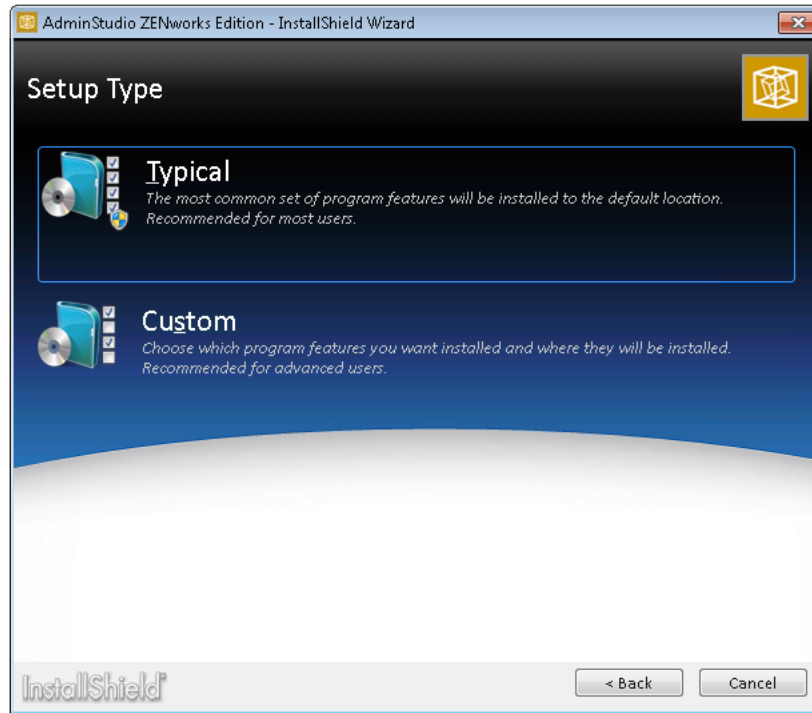 AdminStudio ZENworks Edition - InstallShield Wizard
Setup Type
Typical
The most common set of program features will be installed to the default location.
Recommended for most users.
Custom
Choose which program features you want installed and where they will be installed.
Recommended for advanced users.
InstallShield
< Back
Cancel